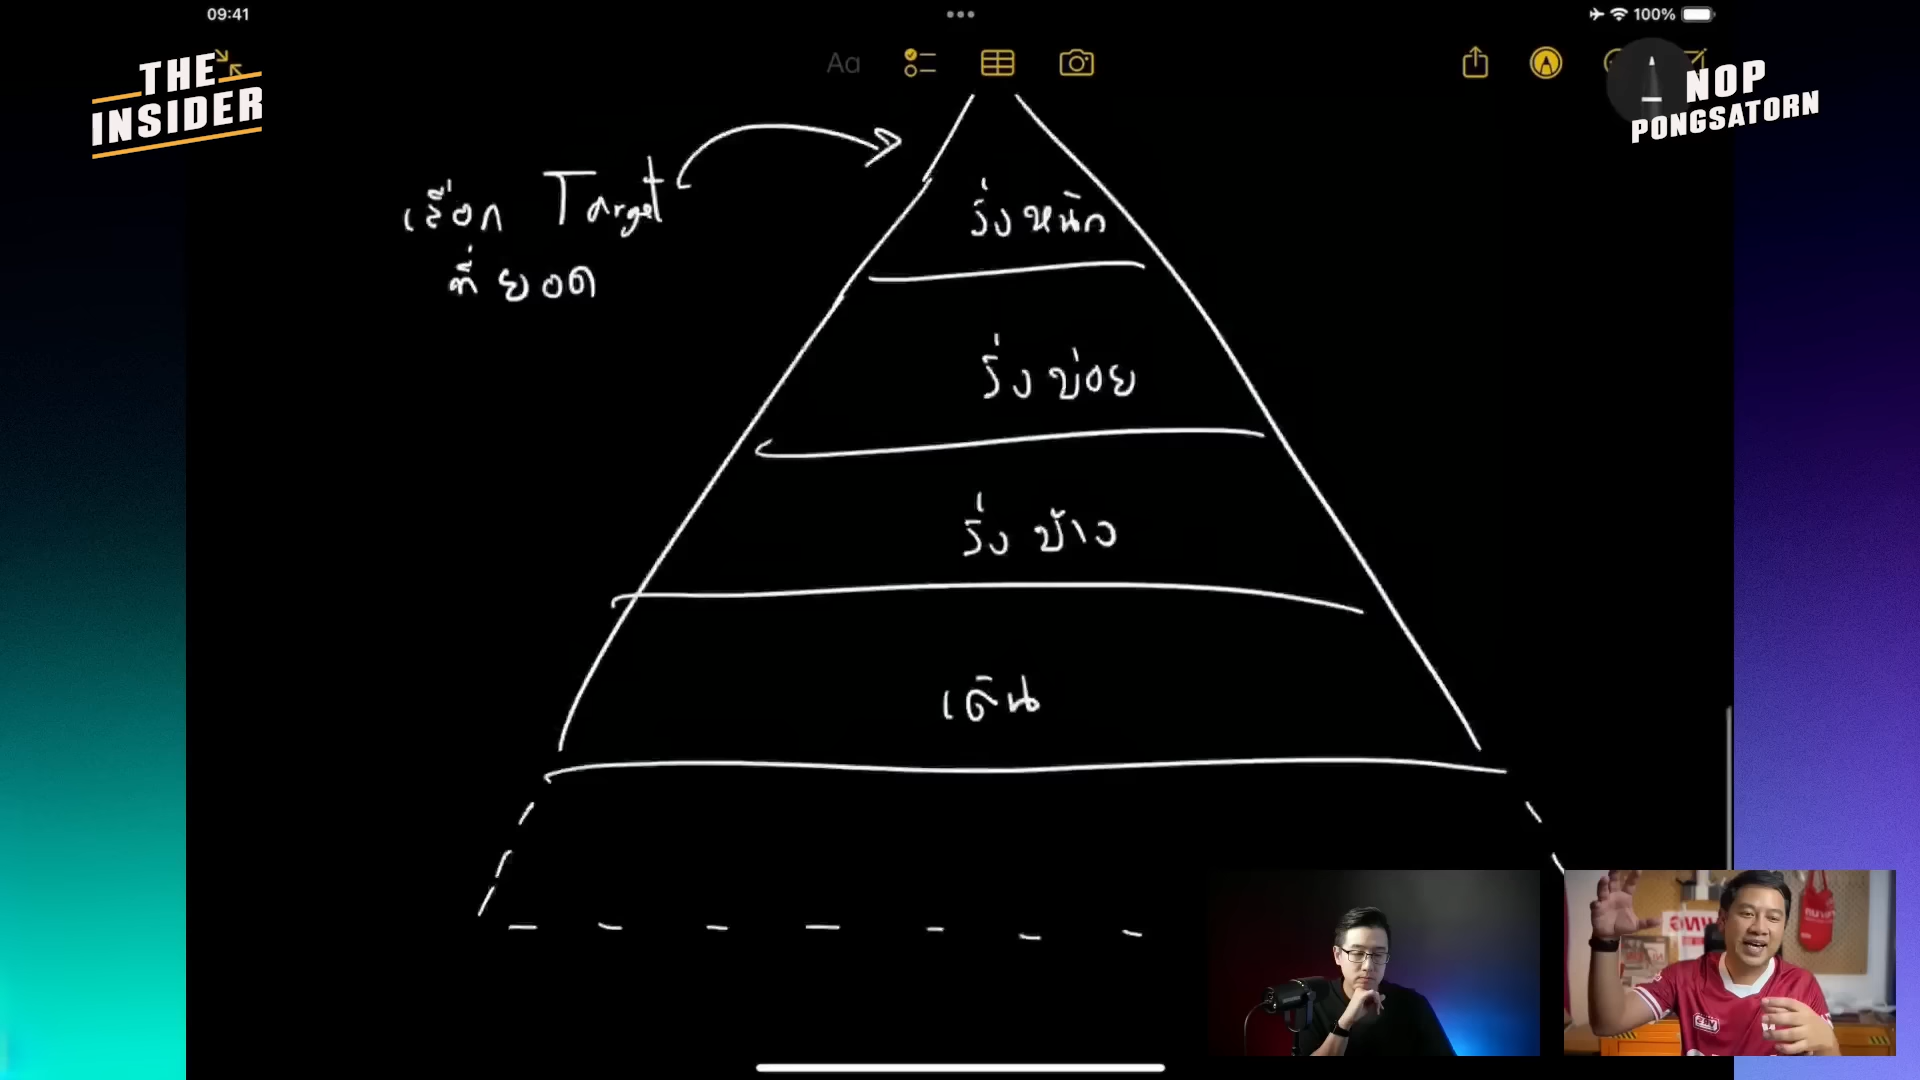 09:41
100%
THE
INSIDER
Aa
NOP
PONGSATORN
เลือก Target
ที่ ยอด
วิ่งหนัก
วิ่งบ่อย
วิ่งบ้าง
เดิน